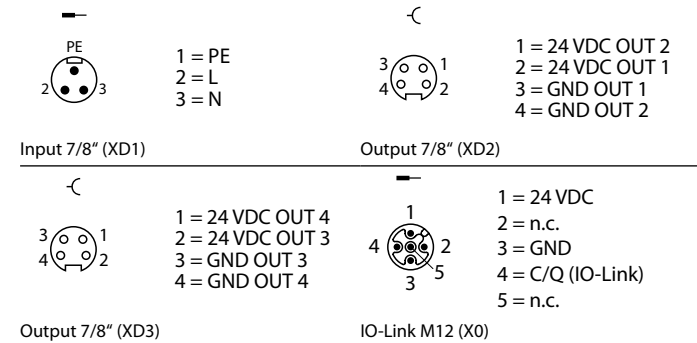 PE
2 3
1 = PE
2 = L
3 = N
Input 7/8“ (XD1)
3 1
4 2
1 = 24 VDC OUT 2
2 = 24 VDC OUT 1
3 = GND OUT 1
4 = GND OUT 2
Output 7/8“ (XD2)
3 1
4 2
1 = 24 VDC OUT 4
2 = 24 VDC OUT 3
3 = GND OUT 3
4 = GND OUT 4
Output 7/8“ (XD3)
1
4 2
5
3
1 = 24 VDC
2 = n.c.
3 = GND
4 = C/Q (IO-Link)
5 = n.c.
IO-Link M12 (X0)